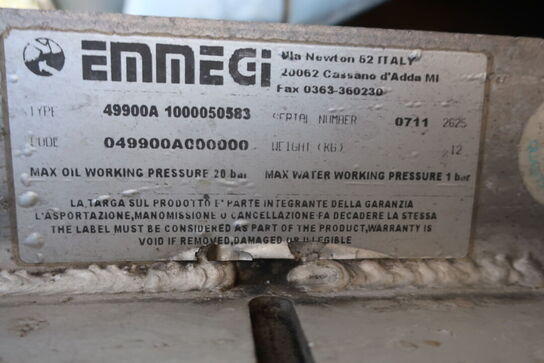 EMMEGI
Via Newton 52 ITALY
20062 Cassano d'Adda MI
Fax 0363-360230
TYPE 49900A 1000050583 SERIAL NUMBER 0711 2625
CODE 049900A000000 WEIGHT (KG) 12
MAX OIL WORKING PRESSURE 20 bar MAX WATER WORKING PRESSURE 1 bar
LA TARGA SUL PRODOTTO E' PARTE INTEGRANTE DELLA GARANZIA
L'ASPORTAZIONE,MANOMISSIONE O CANCELLAZIONE FA DECADERE LA STESSA
THE LABEL MUST BE CONSIDERED AS PART OF THE PRODUCT,WARRANTY IS
VOID IF REMOVED,DAMAGED OR ILLEGIBLE